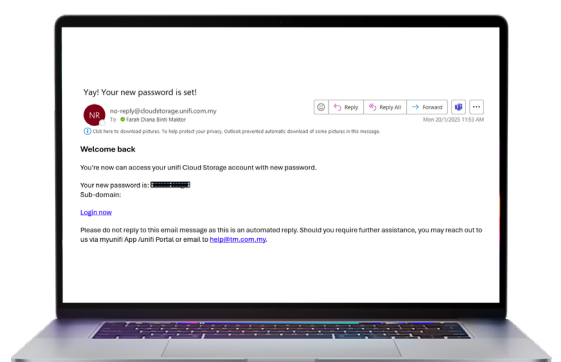 Yay! Your new password is set!
NR
no-reply@cloudstorage.unifi.com.my
To Farah Diana Binti Maktor
Reply
Reply All
Forward
Mon 20/1/2025 11:53 AM
Click here to download pictures. To help protect your privacy, Outlook prevented automatic download of some pictures in this message.
Welcome back
You're now can access your unifi Cloud Storage account with new password.
Your new password is:
Sub-domain:
Login now
Please do not reply to this email message as this is an automated reply. Should you require further assistance, you may reach out to
us via myunifi App /unifi Portal or email to help@tm.com.my.